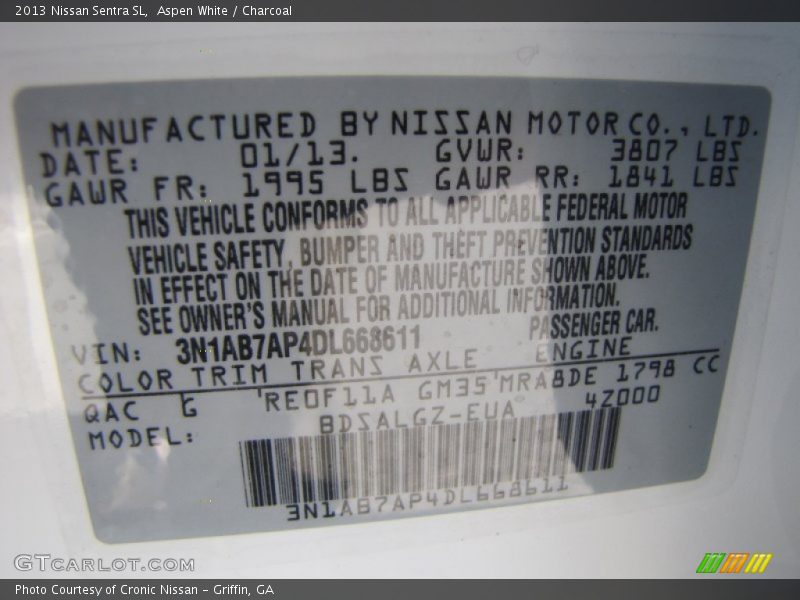 2013 Nissan Sentra SL,  Aspen White / Charcoal
MANUFACTURED BY NISSAN MOTOR CO., LTD.
DATE: 01/13. GVWR: 3807 LBS
GAWR FR: 1995 LBS GAWR RR: 1841 LBS
THIS VEHICLE CONFORMS TO ALL APPLICABLE FEDERAL MOTOR
VEHICLE SAFETY, BUMPER AND THEFT PREVENTION STANDARDS
IN EFFECT ON THE DATE OF MANUFACTURE SHOWN ABOVE.
SEE OWNER'S MANUAL FOR ADDITIONAL INFORMATION.
VIN: 3N1AB7AP4DL668611 PASSENGER CAR.
COLOR TRIM TRANS AXLE ENGINE
QAC G RE0F11A GM35 MRA8DE 1798 CC
MODEL: BDSALGZ-EUA 4Z000
3N1AB7AP4DL668611
GTCARLOT.COM
Photo Courtesy of Cronic Nissan – Griffin, GA